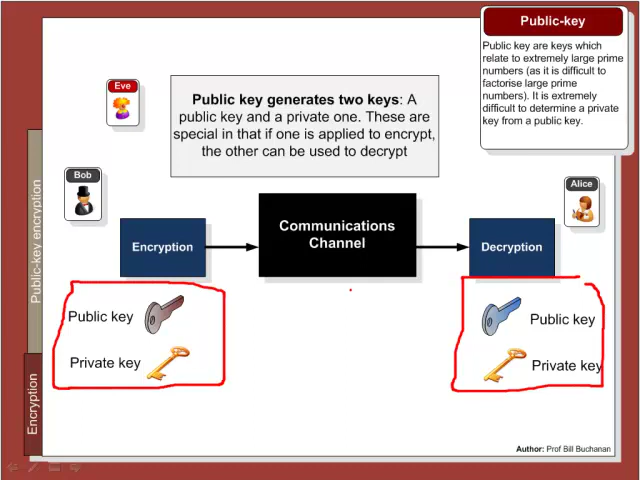 Public-key
Public key are keys which
relate to extremely large prime
numbers (as it is difficult to
factorise large prime
numbers). It is extremely
difficult to determine a private
key from a public key.
Eve
Public key generates two keys: A
public key and a private one. These are
special in that if one is applied to encrypt,
the other can be used to decrypt
Bob
Alice
Public-key encryption
Encryption
Communications
Channel
Decryption
Public key
Private key
Public key
Private key
Encryption
Author: Prof Bill Buchanan